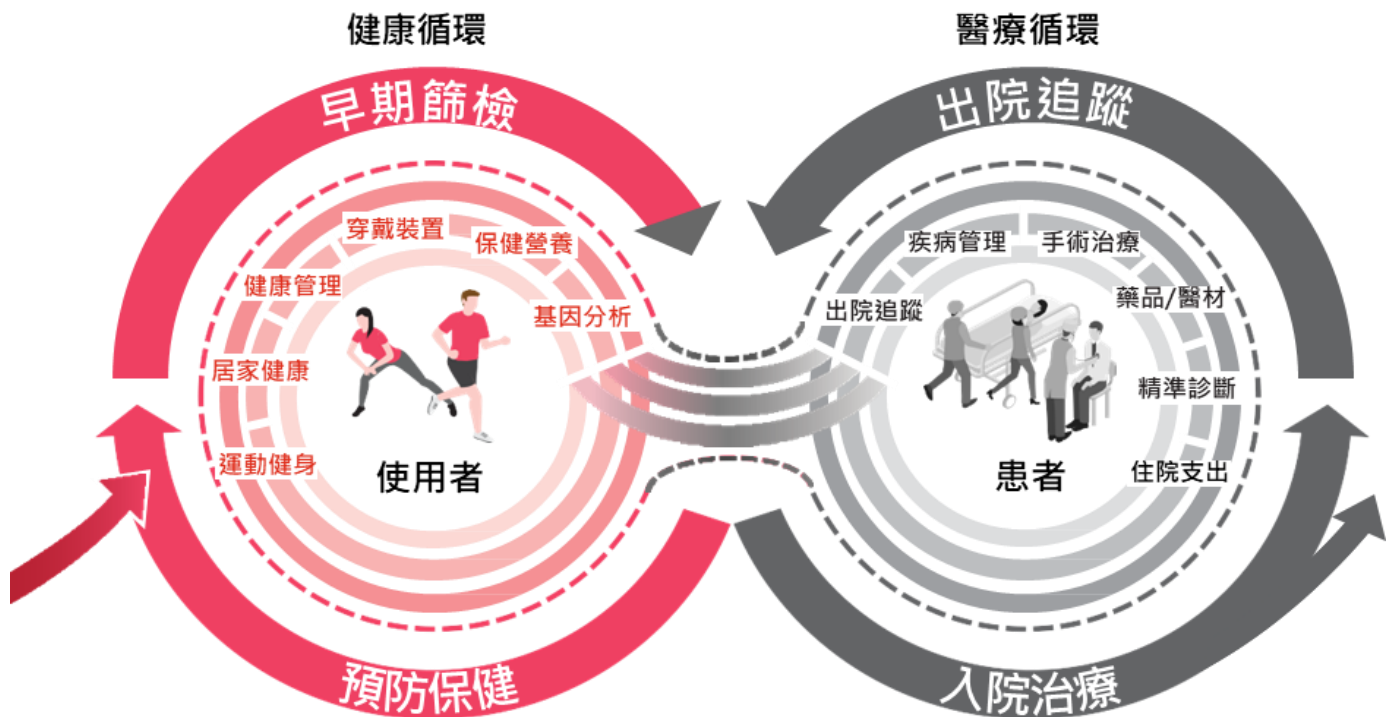 健康循環
早期篩檢
穿戴裝置
保健營養
健康管理
基因分析
居家健康
運動健身
使用者
預防保健
醫療循環
出院追蹤
疾病管理
手術治療
出院追蹤
藥品/醫材
精準診斷
住院支出
患者
入院治療